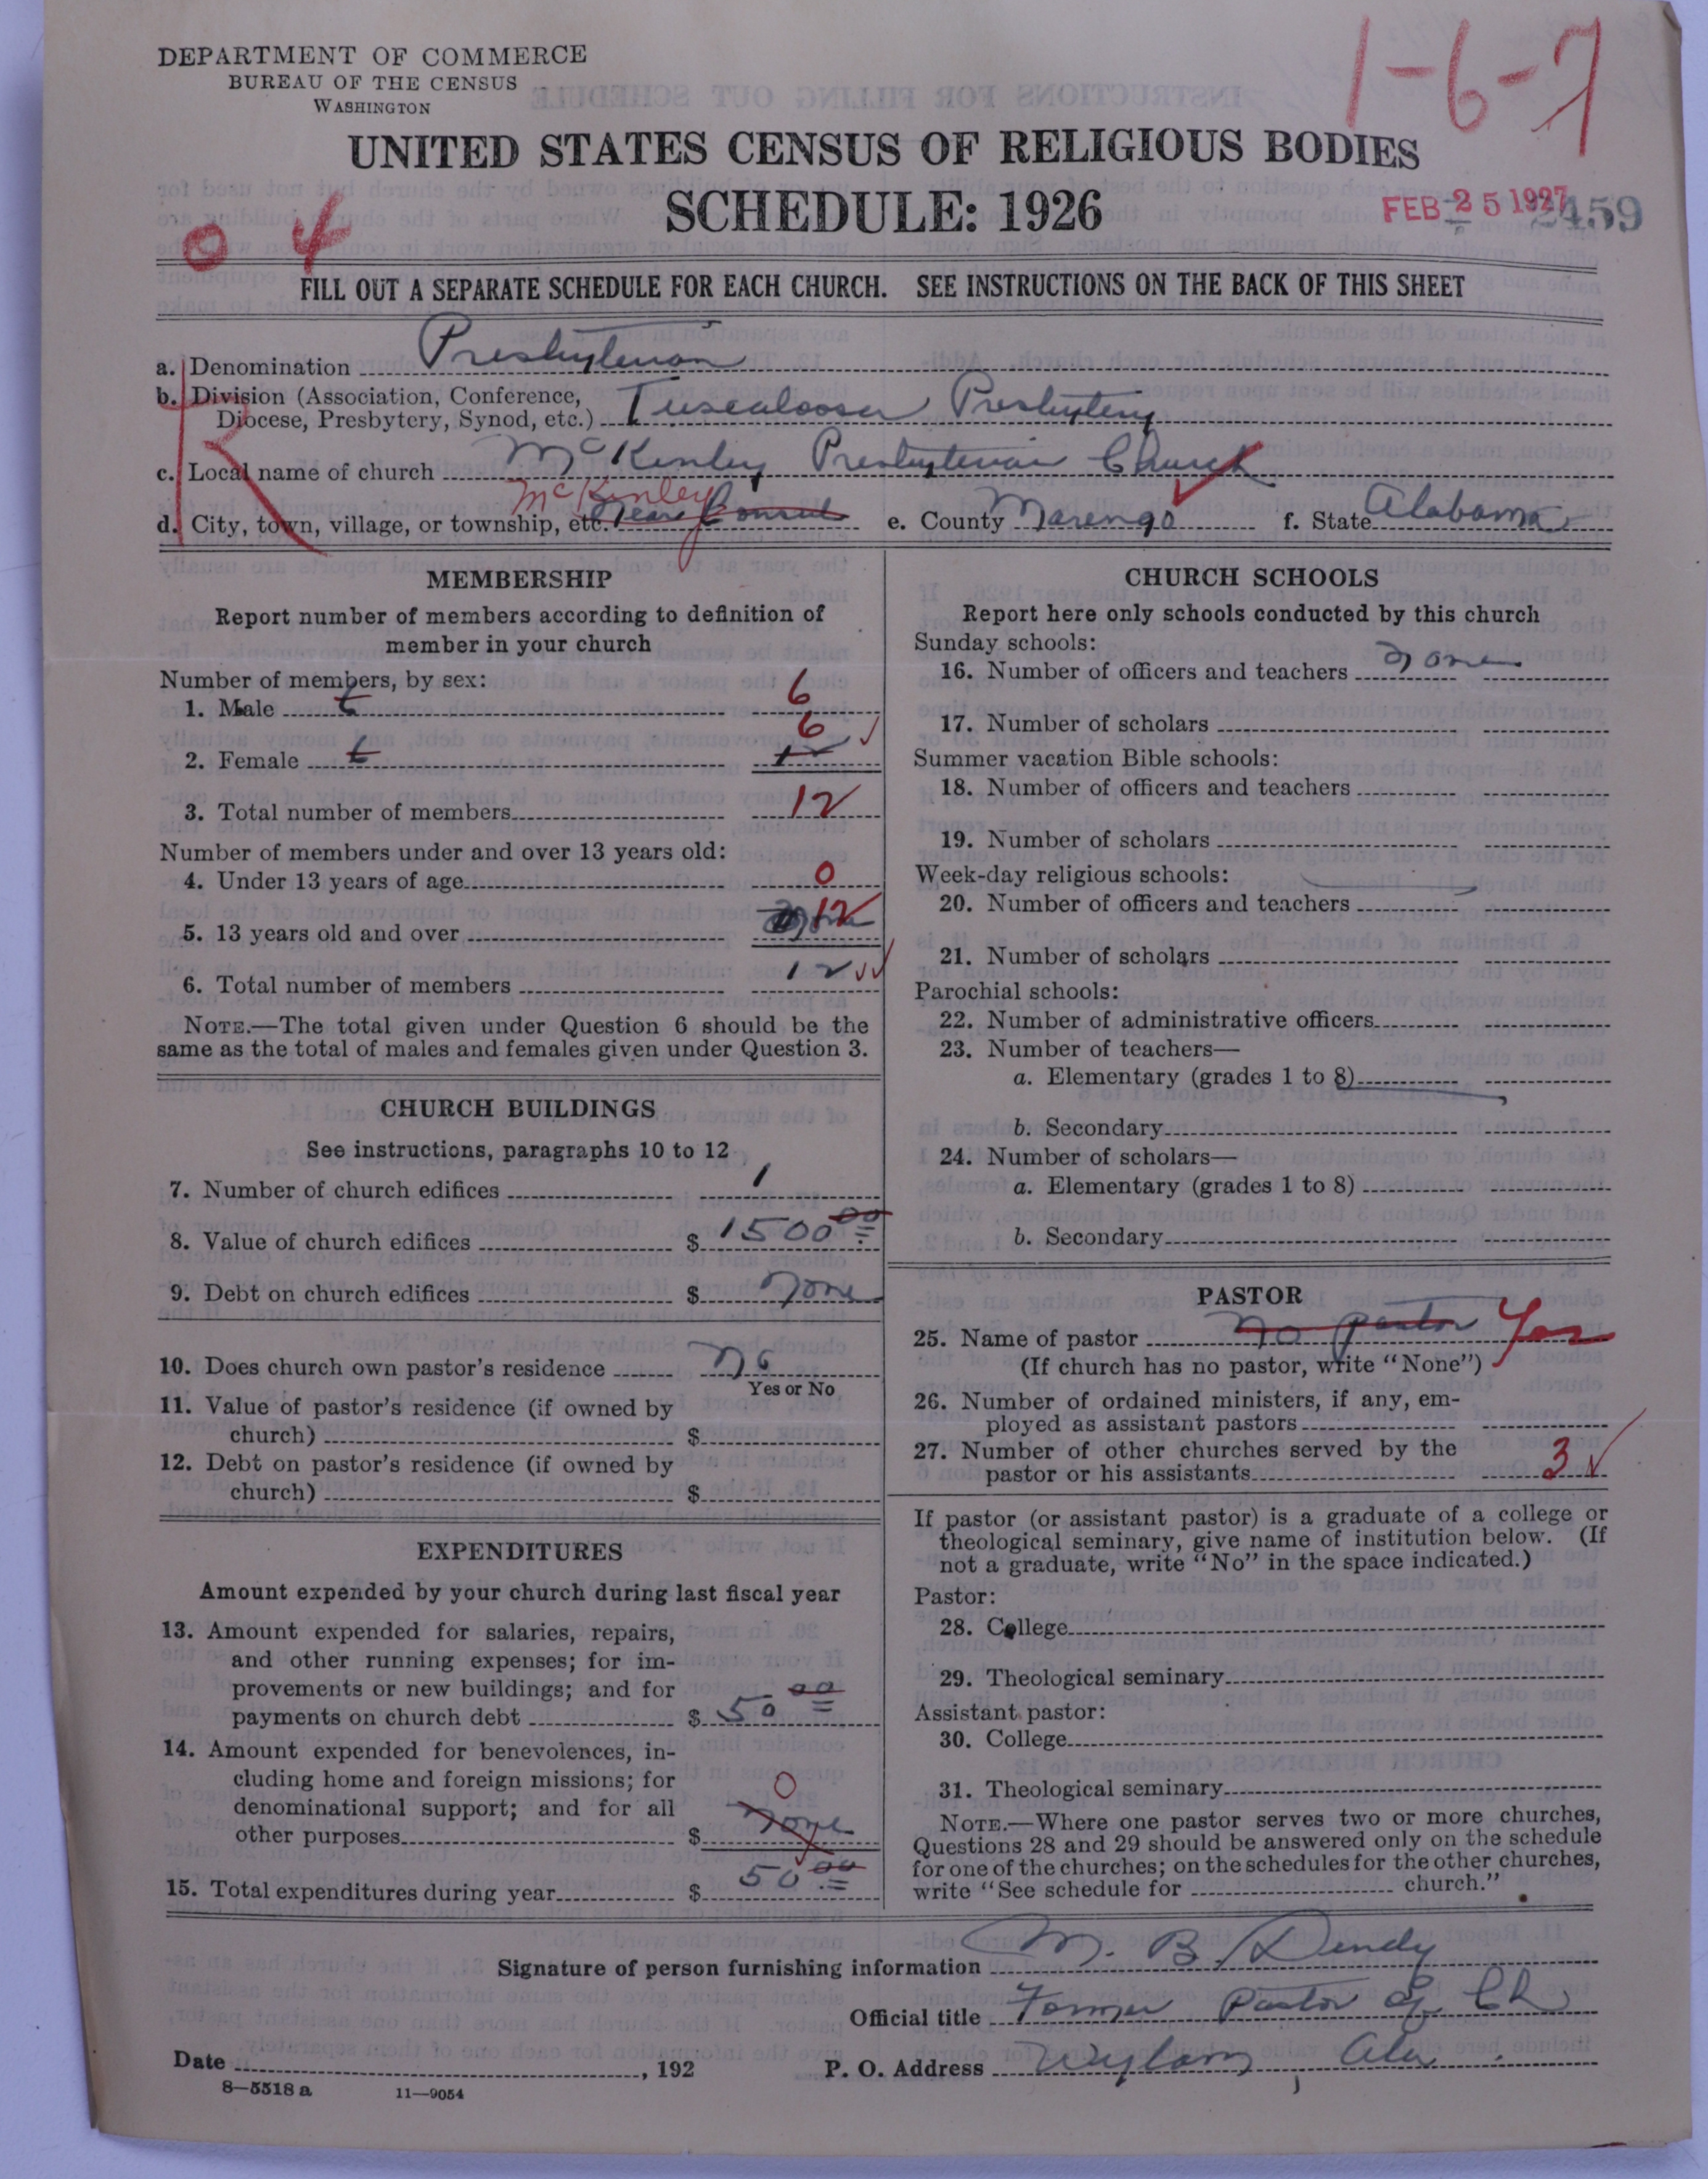 DEPARTMENT OF COMMERCE
BUREAU OF THE CENSUS
WASHINGTON
1-6-7
UNITED STATES CENSUS OF RELIGIOUS BODIES
SCHEDULE: 1926
FEB 25 1927 2459
0 4
FILL OUT A SEPARATE SCHEDULE FOR EACH CHURCH. SEE INSTRUCTIONS ON THE BACK OF THIS SHEET
a. Denomination Presbyterian
b. Division (Association, Conference,
Diocese, Presbytery, Synod, etc.) Tuscaloosa Presbytery
c. Local name of church McKinley Presbyterian Church
McKinley
d. City, town, village, or township, etc. Near Consul e. County Marengo f. State Alabama
MEMBERSHIP
Report number of members according to definition of
member in your church
Number of members, by sex:
1. Male 6
2. Female 6
3. Total number of members 12
Number of members under and over 13 years old:
4. Under 13 years of age 0
5. 13 years old and over 12
6. Total number of members 12
NOTE.—The total given under Question 6 should be the
same as the total of males and females given under Question 3.
CHURCH BUILDINGS
See instructions, paragraphs 10 to 12
7. Number of church edifices 1
8. Value of church edifices $ 1500 00
9. Debt on church edifices $ None
10. Does church own pastor's residence No
Yes or No
11. Value of pastor's residence (if owned by
church) $
12. Debt on pastor's residence (if owned by
church) $
EXPENDITURES
Amount expended by your church during last fiscal year
13. Amount expended for salaries, repairs,
and other running expenses; for im-
provements or new buildings; and for
payments on church debt $ 50 00
14. Amount expended for benevolences, in-
cluding home and foreign missions; for
denominational support; and for all 0
other purposes $ None
15. Total expenditures during year $ 50 00
CHURCH SCHOOLS
Report here only schools conducted by this church
Sunday schools:
16. Number of officers and teachers None
17. Number of scholars
Summer vacation Bible schools:
18. Number of officers and teachers
19. Number of scholars
Week-day religious schools:
20. Number of officers and teachers
21. Number of scholars
Parochial schools:
22. Number of administrative officers
23. Number of teachers—
a. Elementary (grades 1 to 8)
b. Secondary
24. Number of scholars—
a. Elementary (grades 1 to 8)
b. Secondary
PASTOR
25. Name of pastor No pastor Yes
(If church has no pastor, write "None")
26. Number of ordained ministers, if any, em-
ployed as assistant pastors
27. Number of other churches served by the
pastor or his assistants 3
If pastor (or assistant pastor) is a graduate of a college or
theological seminary, give name of institution below. (If
not a graduate, write "No" in the space indicated.)
Pastor:
28. College
29. Theological seminary
Assistant pastor:
30. College
31. Theological seminary
NOTE.—Where one pastor serves two or more churches,
Questions 28 and 29 should be answered only on the schedule
for one of the churches; on the schedules for the other churches,
write "See schedule for church."
Signature of person furnishing information M. B. Dendy
Official title Former Pastor of Ch
Date , 192 P. O. Address Wylam, Ala.
8—5518 a 11—9054